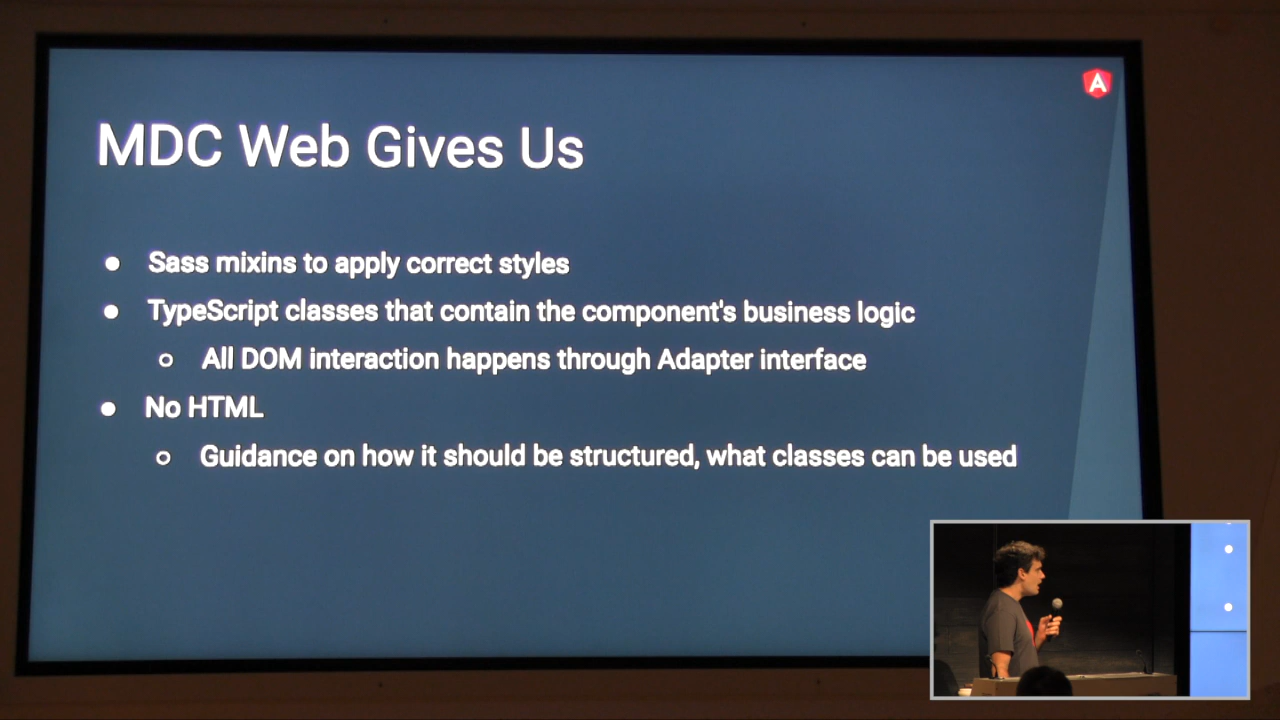 MDC Web Gives Us
Sass mixins to apply correct styles
TypeScript classes that contain the component's business logic
All DOM interaction happens through Adapter interface
No HTML
Guidance on how it should be structured, what classes can be used
A